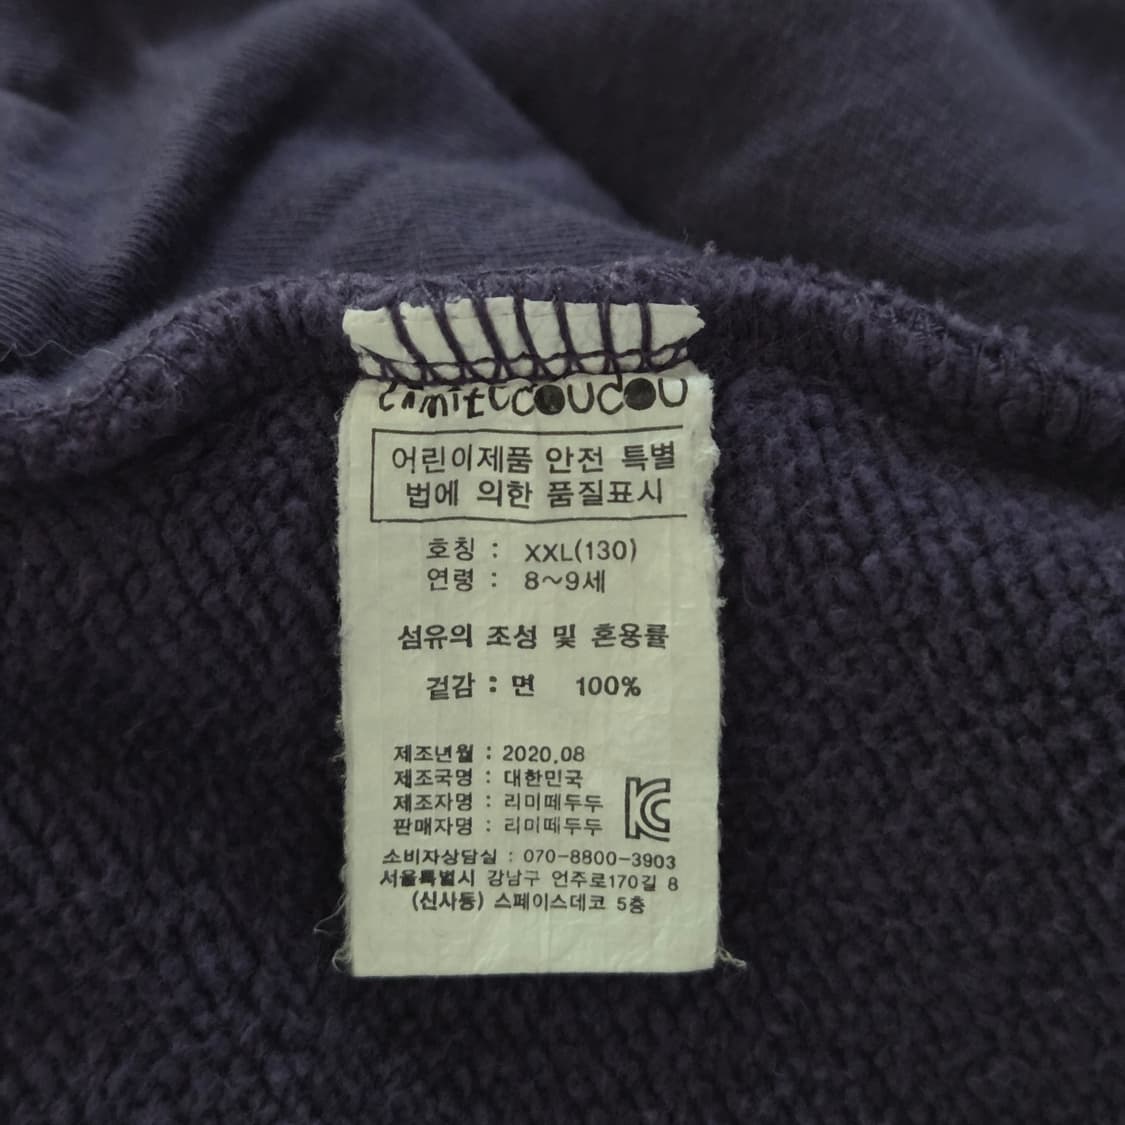 어린이제품 안전 특별
법에 의한 품질표시
호칭 : XXL(130)
연령 : 8~9세
섬유의 조성 및 혼용률
겉감 : 면 100%
제조년월 : 2020.08
제조국명 : 대한민국
제조자명 : 리미떼두두
판매자명 : 리미떼두두
KC
소비자상담실 : 070-8800-3903
서울특별시 강남구 언주로170길 8
(신사동) 스페이스데코 5층